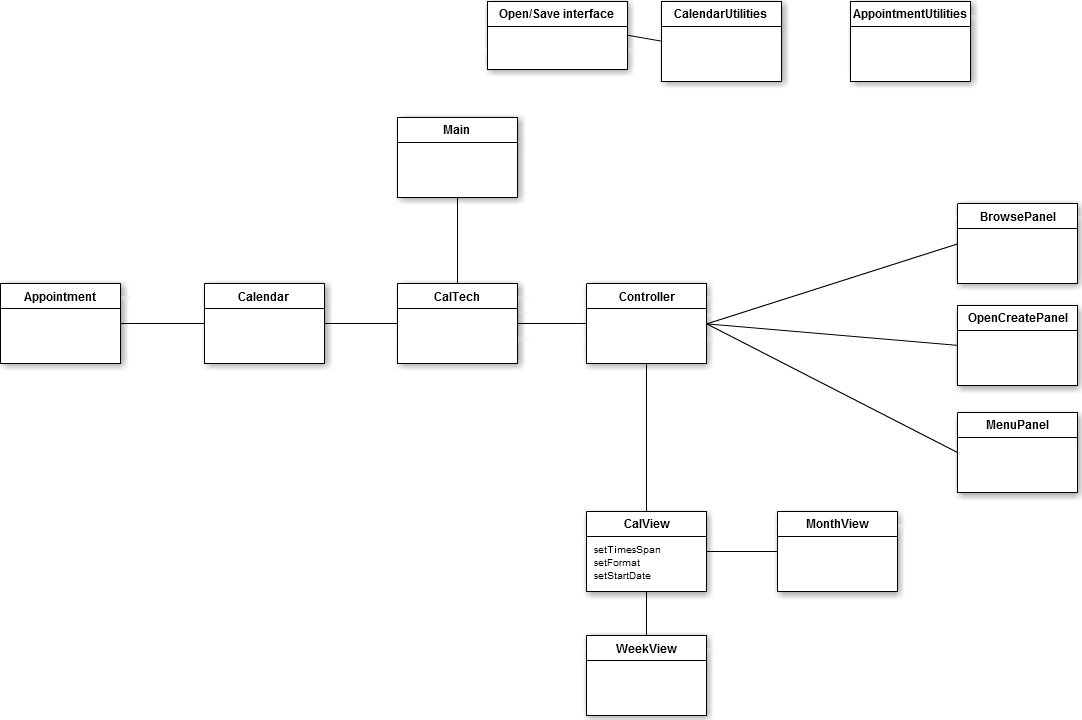 Open/Save interface
CalendarUtilities
AppointmentUtilities
Main
BrowsePanel
Appointment
Calendar
CalTech
Controller
OpenCreatePanel
MenuPanel
CalView
setTimesSpan
setFormat
setStartDate
MonthView
WeekView